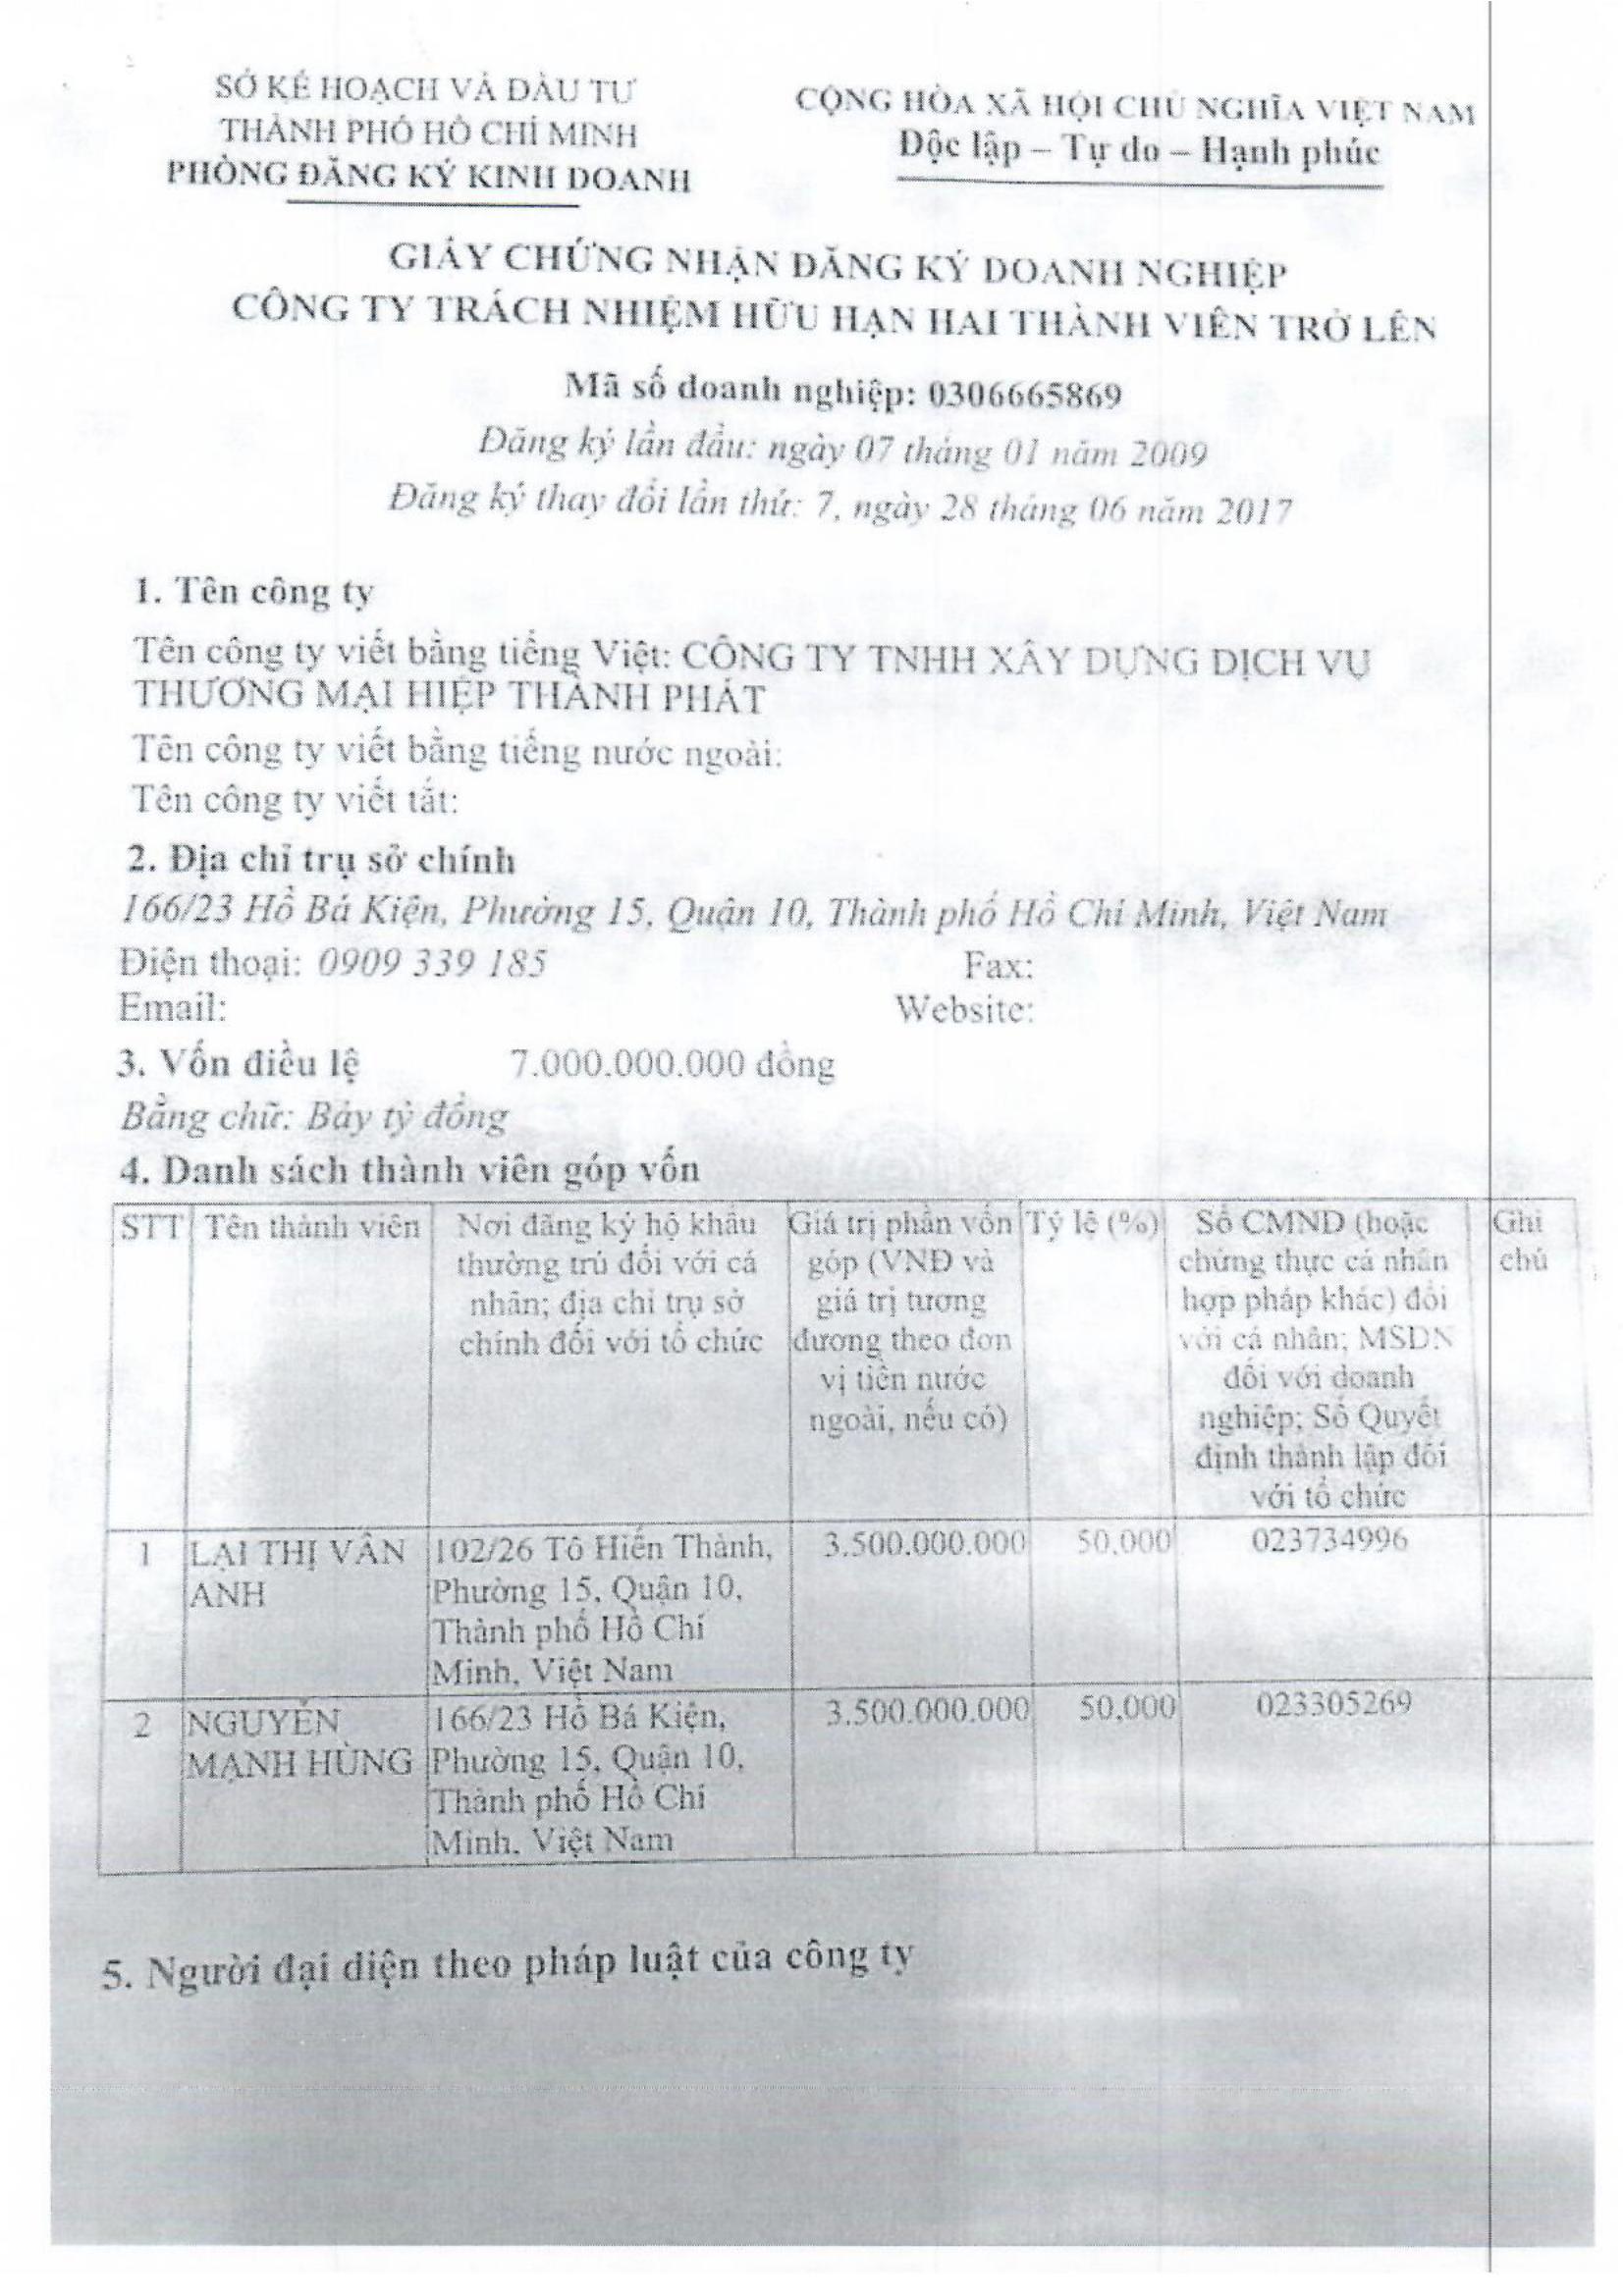 SỞ KẾ HOẠCH VÀ ĐẦU TƯ
THÀNH PHỐ HỒ CHÍ MINH
PHÒNG ĐĂNG KÝ KINH DOANH
CỘNG HÒA XÃ HỘI CHỦ NGHĨA VIỆT NAM
Độc lập – Tự do – Hạnh phúc
GIẤY CHỨNG NHẬN ĐĂNG KÝ DOANH NGHIỆP
CÔNG TY TRÁCH NHIỆM HỮU HẠN HAI THÀNH VIÊN TRỞ LÊN
Mã số doanh nghiệp: 0306665869
Đăng ký lần đầu: ngày 07 tháng 01 năm 2009
Đăng ký thay đổi lần thứ: 7, ngày 28 tháng 06 năm 2017
1. Tên công ty
Tên công ty viết bằng tiếng Việt: CÔNG TY TNHH XÂY DỰNG DỊCH VỤ
THƯƠNG MẠI HIỆP THÀNH PHÁT
Tên công ty viết bằng tiếng nước ngoài:
Tên công ty viết tắt:
2. Địa chỉ trụ sở chính
166/23 Hồ Bá Kiện, Phường 15, Quận 10, Thành phố Hồ Chí Minh, Việt Nam
Điện thoại: 0909 339 185 Fax:
Email: Website:
3. Vốn điều lệ 7.000.000.000 đồng
Bằng chữ: Bảy tỷ đồng
4. Danh sách thành viên góp vốn
STT Tên thành viên Nơi đăng ký hộ khẩu Giá trị phần vốn Tỷ lệ (%) Số CMND (hoặc Ghi
thường trú đối với cá góp (VNĐ và chứng thực cá nhân chú
nhân; địa chỉ trụ sở giá trị tương hợp pháp khác) đối
chính đối với tổ chức đương theo đơn với cá nhân; MSDN
vị tiền nước đối với doanh
ngoài, nếu có) nghiệp; Số Quyết
định thành lập đối
với tổ chức
1 LẠI THỊ VÂN 102/26 Tô Hiến Thành, 3.500.000.000 50,000 023734996
ANH Phường 15, Quận 10,
Thành phố Hồ Chí
Minh, Việt Nam
2 NGUYỄN 166/23 Hồ Bá Kiện, 3.500.000.000 50,000 023305269
MẠNH HÙNG Phường 15, Quận 10,
Thành phố Hồ Chí
Minh, Việt Nam
5. Người đại diện theo pháp luật của công ty